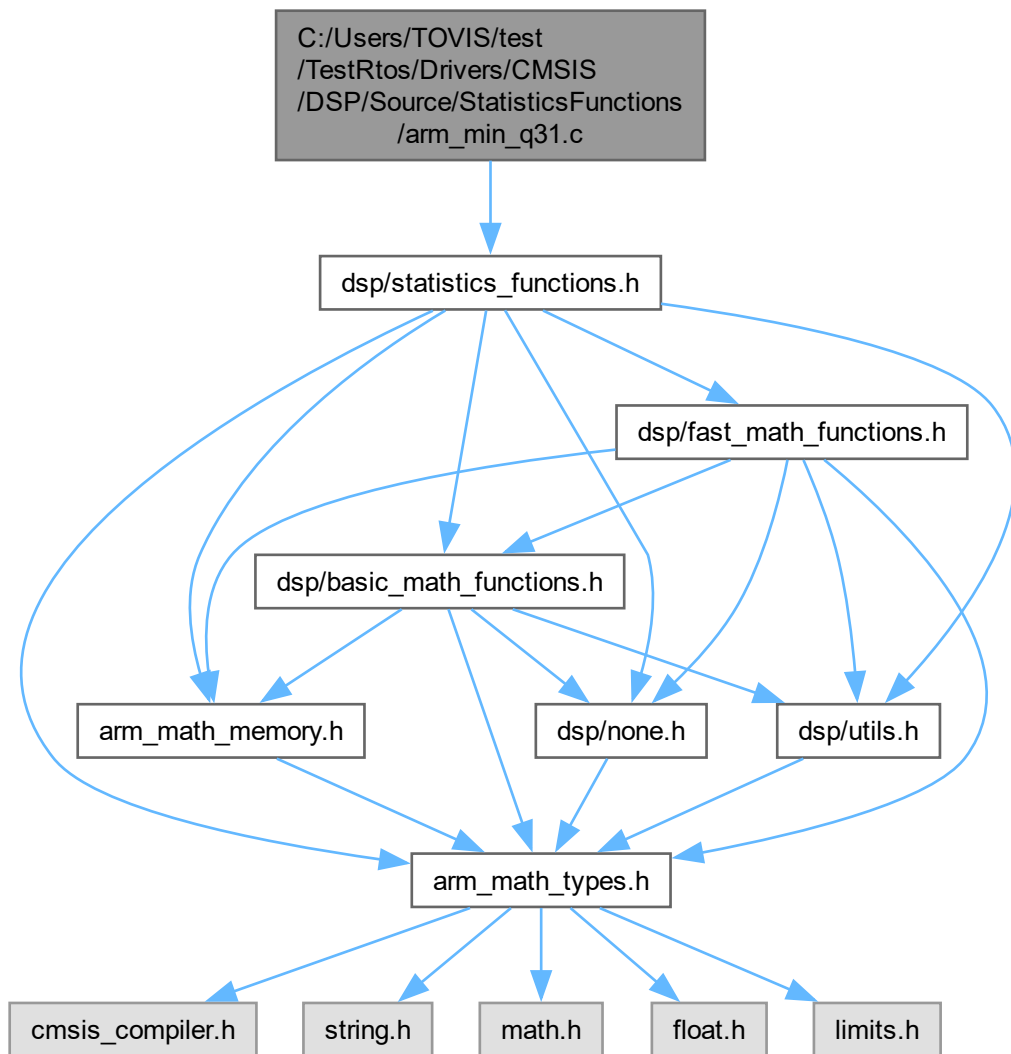 C:/Users/TOVIS/test
/TestRtos/Drivers/CMSIS
/DSP/Source/StatisticsFunctions
/arm_min_q31.c
dsp/statistics_functions.h
dsp/fast_math_functions.h
dsp/basic_math_functions.h
arm_math_memory.h
dsp/none.h
dsp/utils.h
arm_math_types.h
cmsis_compiler.h
string.h
math.h
float.h
limits.h